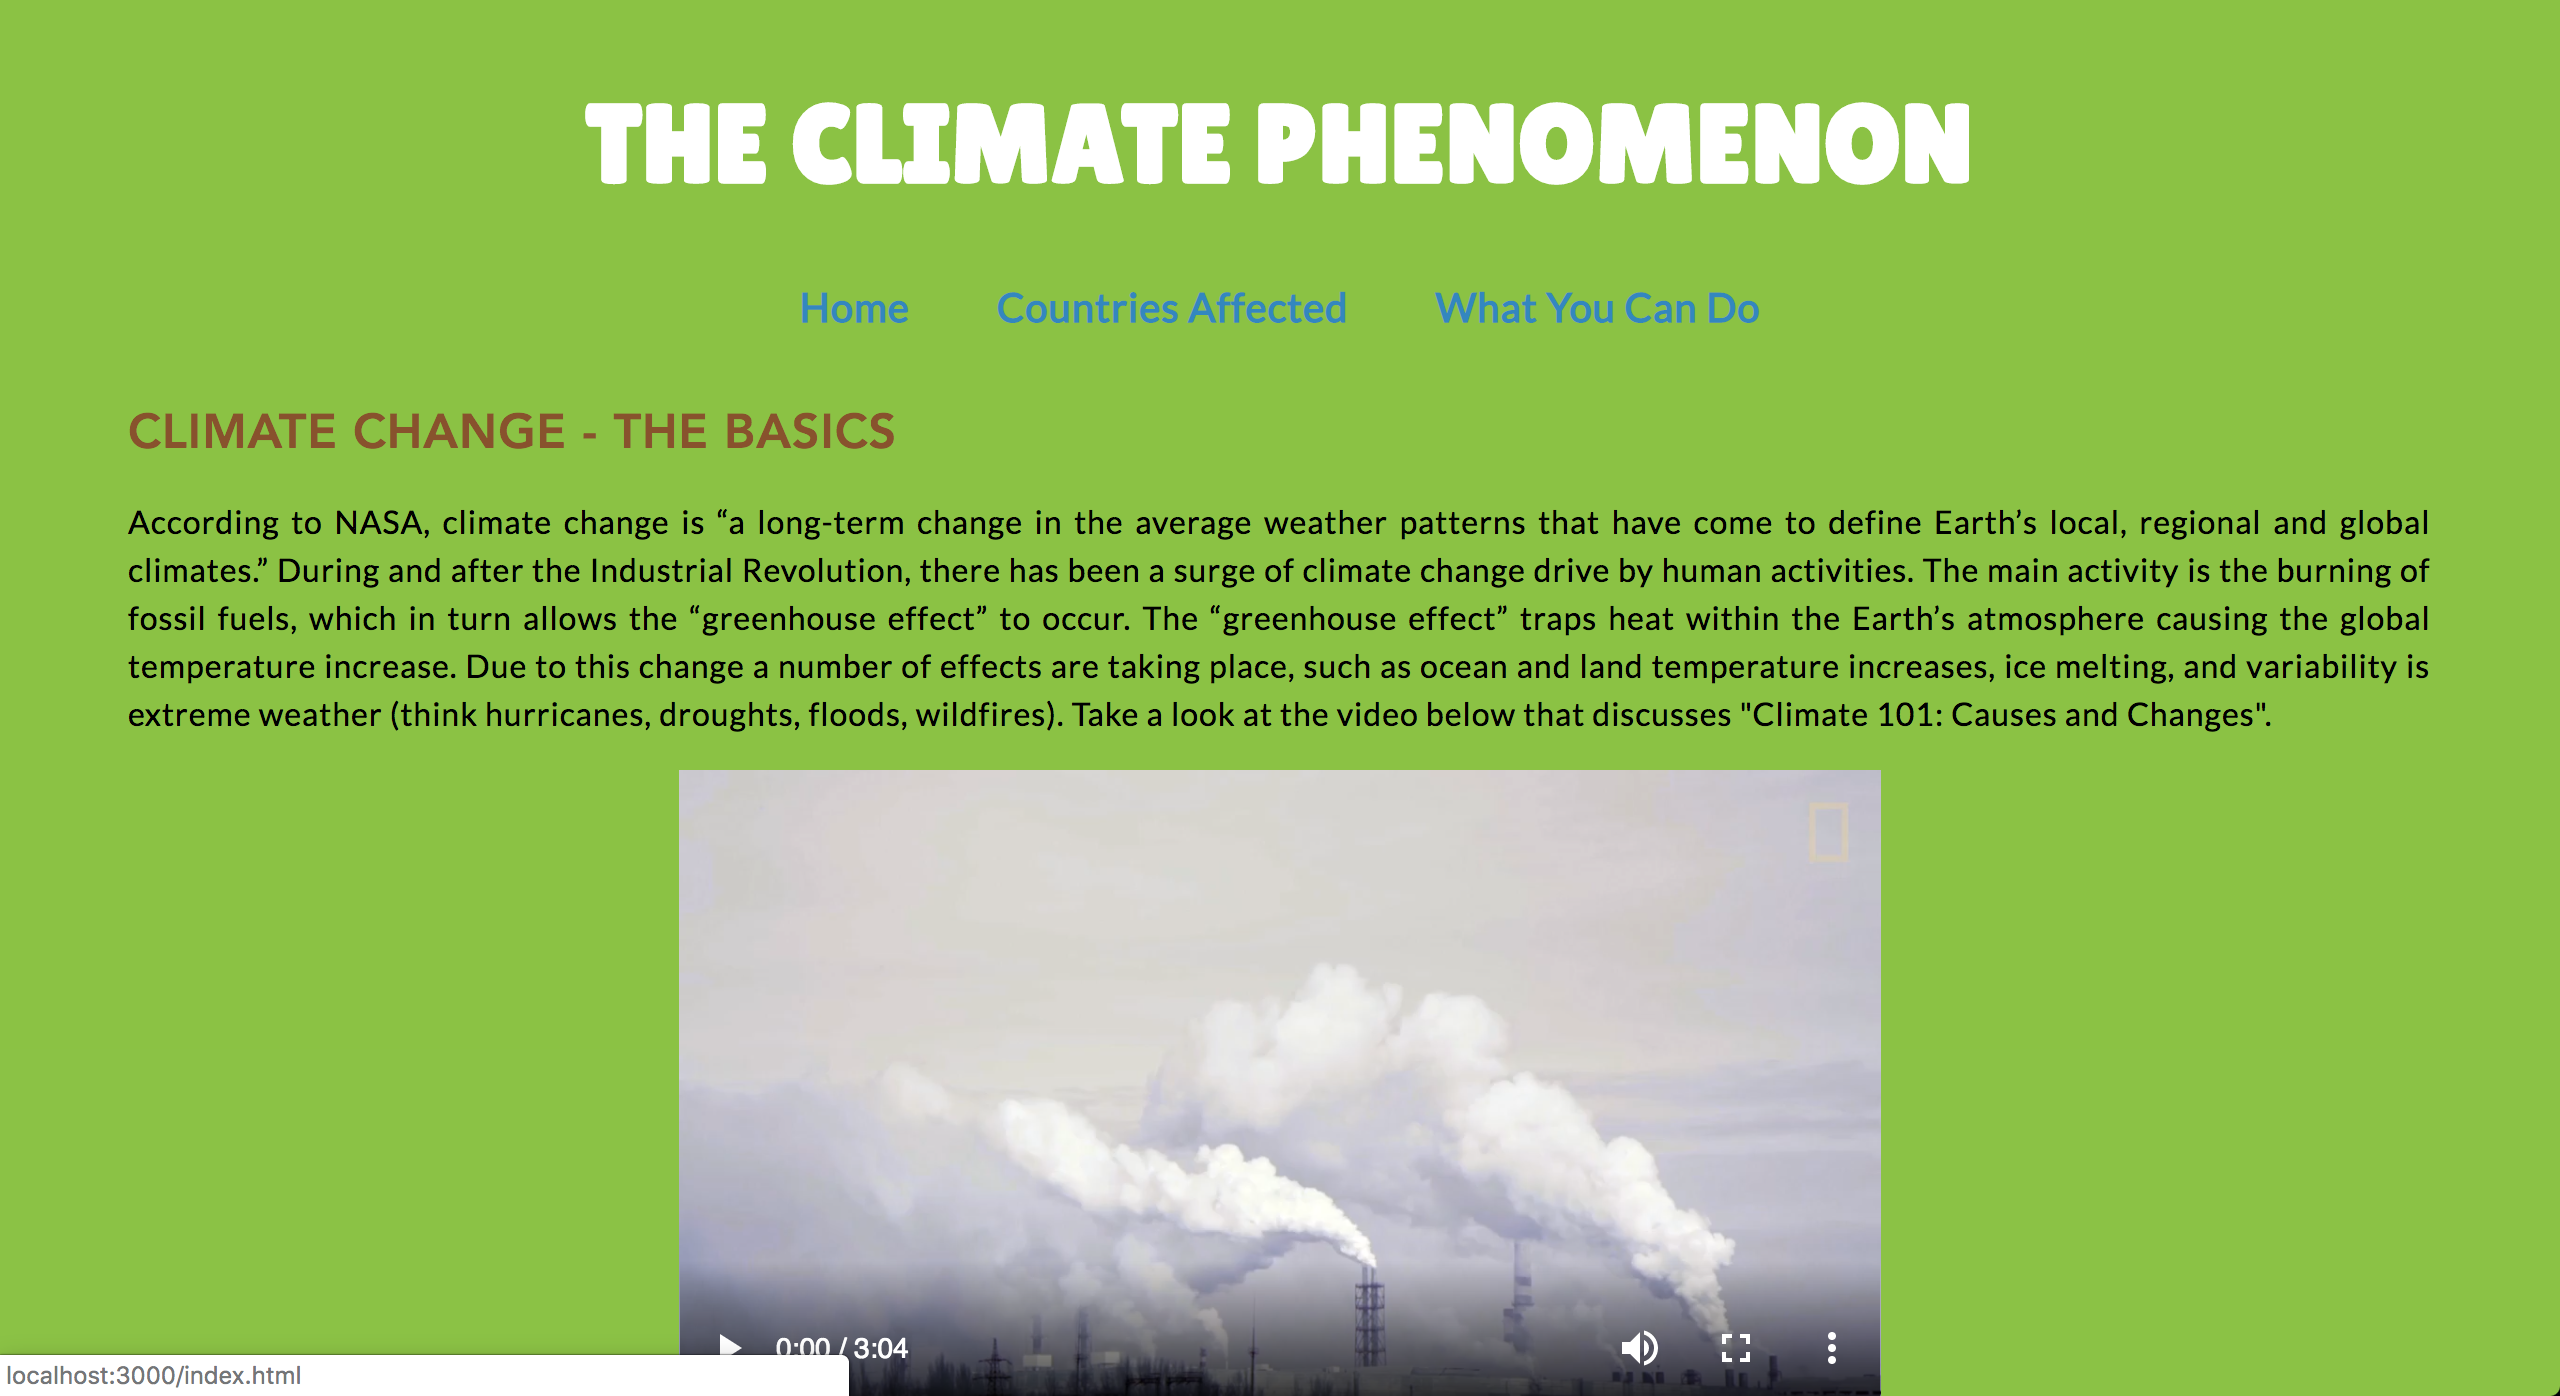 THE CLIMATE PHENOMENON
Home Countries Affected What You Can Do
CLIMATE CHANGE - THE BASICS
According to NASA, climate change is “a long-term change in the average weather patterns that have come to define Earth’s local, regional and global
climates.” During and after the Industrial Revolution, there has been a surge of climate change drive by human activities. The main activity is the burning of
fossil fuels, which in turn allows the “greenhouse effect” to occur. The “greenhouse effect” traps heat within the Earth’s atmosphere causing the global
temperature increase. Due to this change a number of effects are taking place, such as ocean and land temperature increases, ice melting, and variability is
extreme weather (think hurricanes, droughts, floods, wildfires). Take a look at the video below that discusses "Climate 101: Causes and Changes".
0:00 / 3:04
localhost:3000/index.html